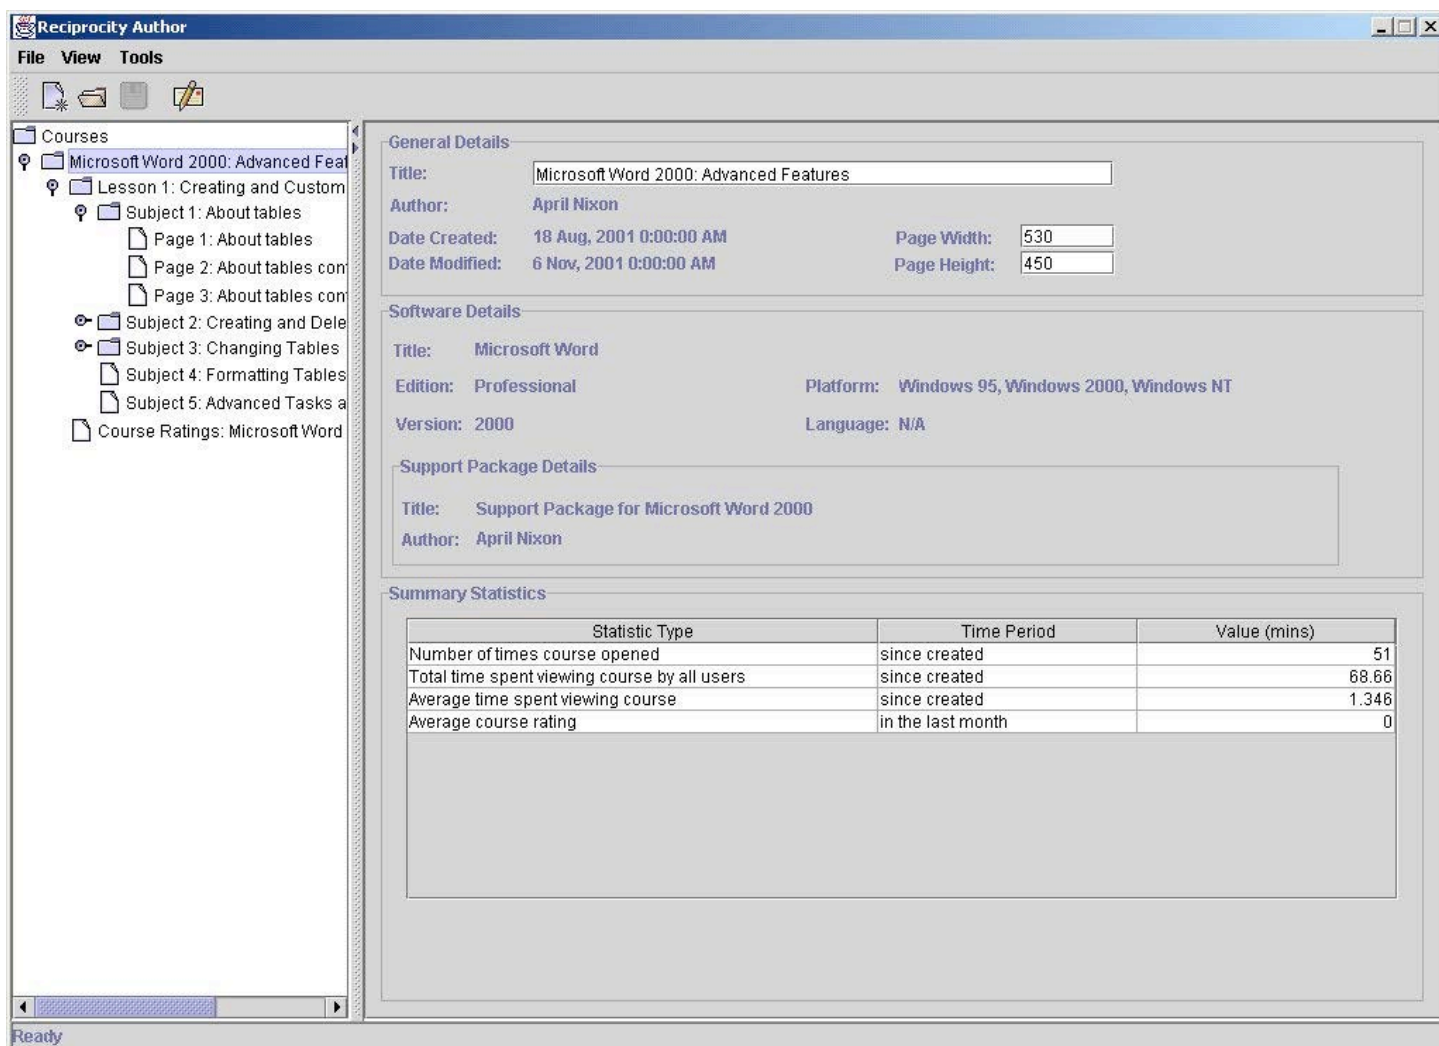 Reciprocity Author
File View Tools
Courses
Microsoft Word 2000: Advanced Feat
Lesson 1: Creating and Custom
Subject 1: About tables
Page 1: About tables
Page 2: About tables con
Page 3: About tables con
Subject 2: Creating and Dele
Subject 3: Changing Tables
Subject 4: Formatting Tables
Subject 5: Advanced Tasks a
Course Ratings: Microsoft Word
General Details
Title: Microsoft Word 2000: Advanced Features
Author: April Nixon
Date Created: 18 Aug, 2001 0:00:00 AM Page Width: 530
Date Modified: 6 Nov, 2001 0:00:00 AM Page Height: 450
Software Details
Title: Microsoft Word
Edition: Professional Platform: Windows 95, Windows 2000, Windows NT
Version: 2000 Language: N/A
Support Package Details
Title: Support Package for Microsoft Word 2000
Author: April Nixon
Summary Statistics
Statistic Type Time Period Value (mins)
Number of times course opened since created 51
Total time spent viewing course by all users since created 68.66
Average time spent viewing course since created 1.346
Average course rating in the last month 0
Ready